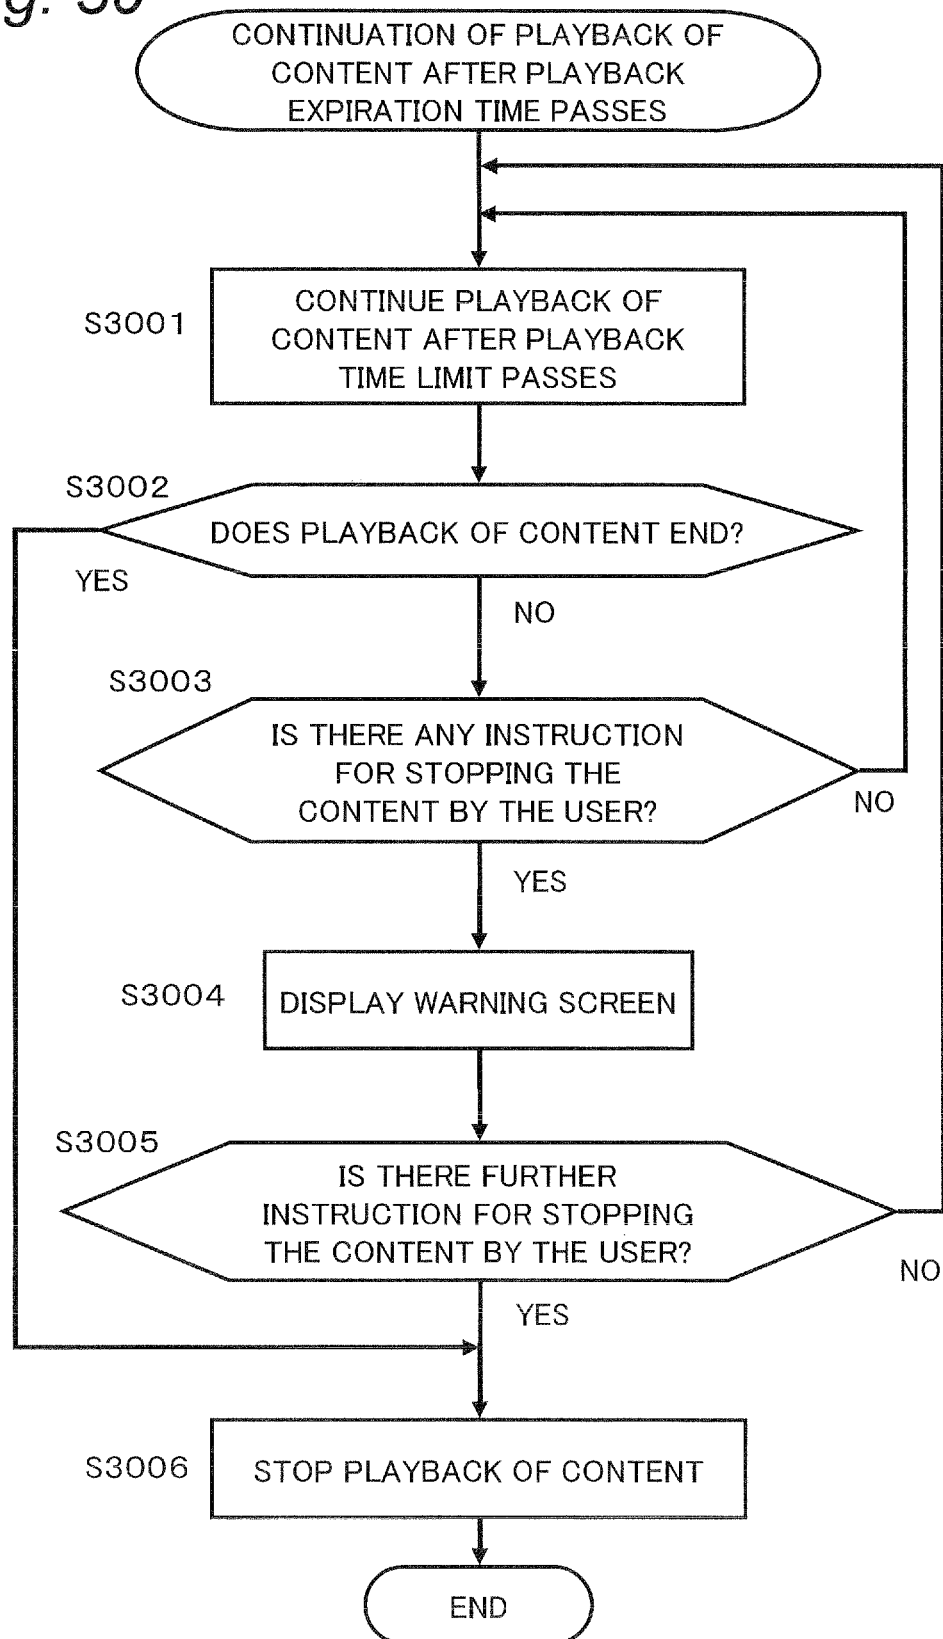 g. 30
CONTINUATION OF PLAYBACK OF
CONTENT AFTER PLAYBACK
EXPIRATION TIME PASSES
S3001
CONTINUE PLAYBACK OF
CONTENT AFTER PLAYBACK
TIME LIMIT PASSES
S3002
DOES PLAYBACK OF CONTENT END?
YES
NO
S3003
IS THERE ANY INSTRUCTION
FOR STOPPING THE
CONTENT BY THE USER?
NO
YES
S3004
DISPLAY WARNING SCREEN
S3005
IS THERE FURTHER
INSTRUCTION FOR STOPPING
THE CONTENT BY THE USER?
NO
YES
S3006
STOP PLAYBACK OF CONTENT
END